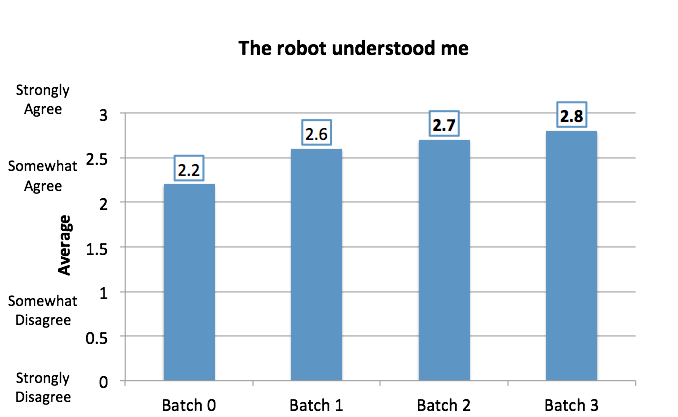 The robot understood me
Strongly
Agree
3
2.8
2.7
2.6
Somewhat
Agree
2.5
2.2
2
Average
1.5
1
Somewhat
Disagree
0.5
Strongly
Disagree
0
Batch 0
Batch 1
Batch 2
Batch 3